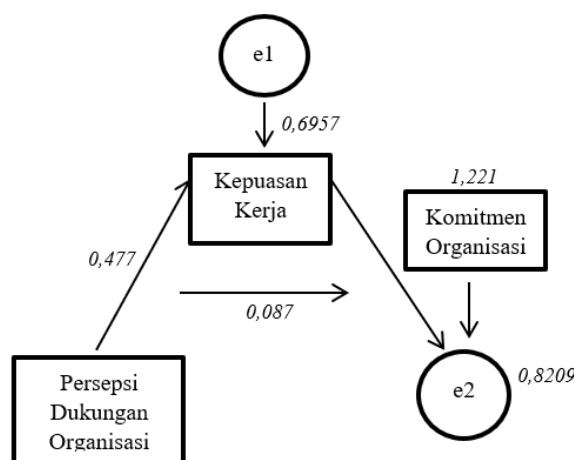 e1
0,6957
Kepuasan
Kerja
1,221
Komitmen
Organisasi
0,477
0,087
Persepsi
Dukungan
Organisasi
e2
0,8209